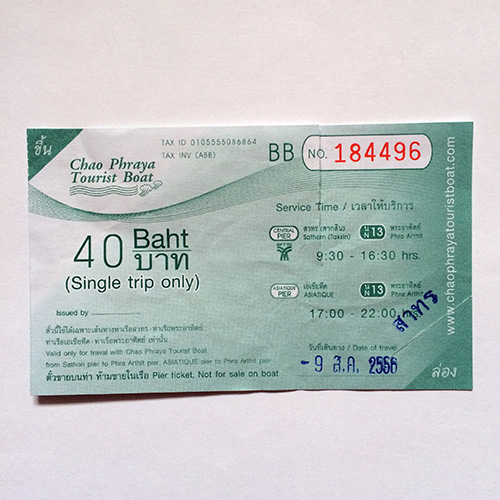 ขึ้น
Chao Phraya
Tourist Boat
TAX ID 0105555086864
TAX INV (ABB)
BB NO. 184496
40 Baht
บาท
(Single trip only)
Issued by
ตั๋วนี้ใช้ได้เฉพาะเส้นทางท่าเรือสาทร - ท่าเรือพระอาทิตย์
ท่าเรือเอเชียทีค - ท่าเรือพระอาทิตย์ เท่านั้น
Valid only for travel with Chao Phraya Tourist Boat
from Sathon pier to Phra Arthit pier, ASIATIQUE pier to Phra Arthit pier
ตั๋วขายบนท่า ห้ามขายในเรือ Pier ticket, Not for sale on boat
Service Time / เวลาให้บริการ
CENTRAL PIER สาทร (ตากสิน) N13 พระอาทิตย์
Sathorn (Taksin) Phra Arthit
9:30 - 16:30 hrs.
ASIATIQUE PIER เอเชียทีค N13 พระอาทิตย์
ASIATIQUE Phra Arthit
17:00 - 22:00 hrs.
สาทร
วันที่เดินทาง / Date of travel
- 9 ส.ค. 2556
ล่อง
www.chaophrayatouristboat.com